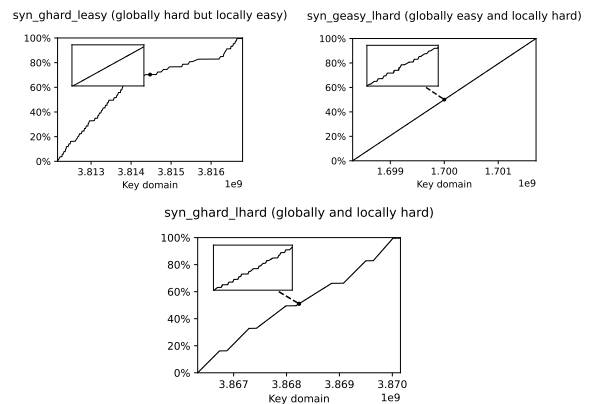 syn_ghard_leasy (globally hard but locally easy)
100%
80%
60%
40%
20%
0%
3.813 3.814 3.815 3.816
Key domain 1e9
syn_geasy_lhard (globally easy and locally hard)
100%
80%
60%
40%
20%
0%
1.699 1.700 1.701
Key domain 1e9
syn_ghard_lhard (globally and locally hard)
100%
80%
60%
40%
20%
0%
3.867 3.868 3.869 3.870
Key domain 1e9